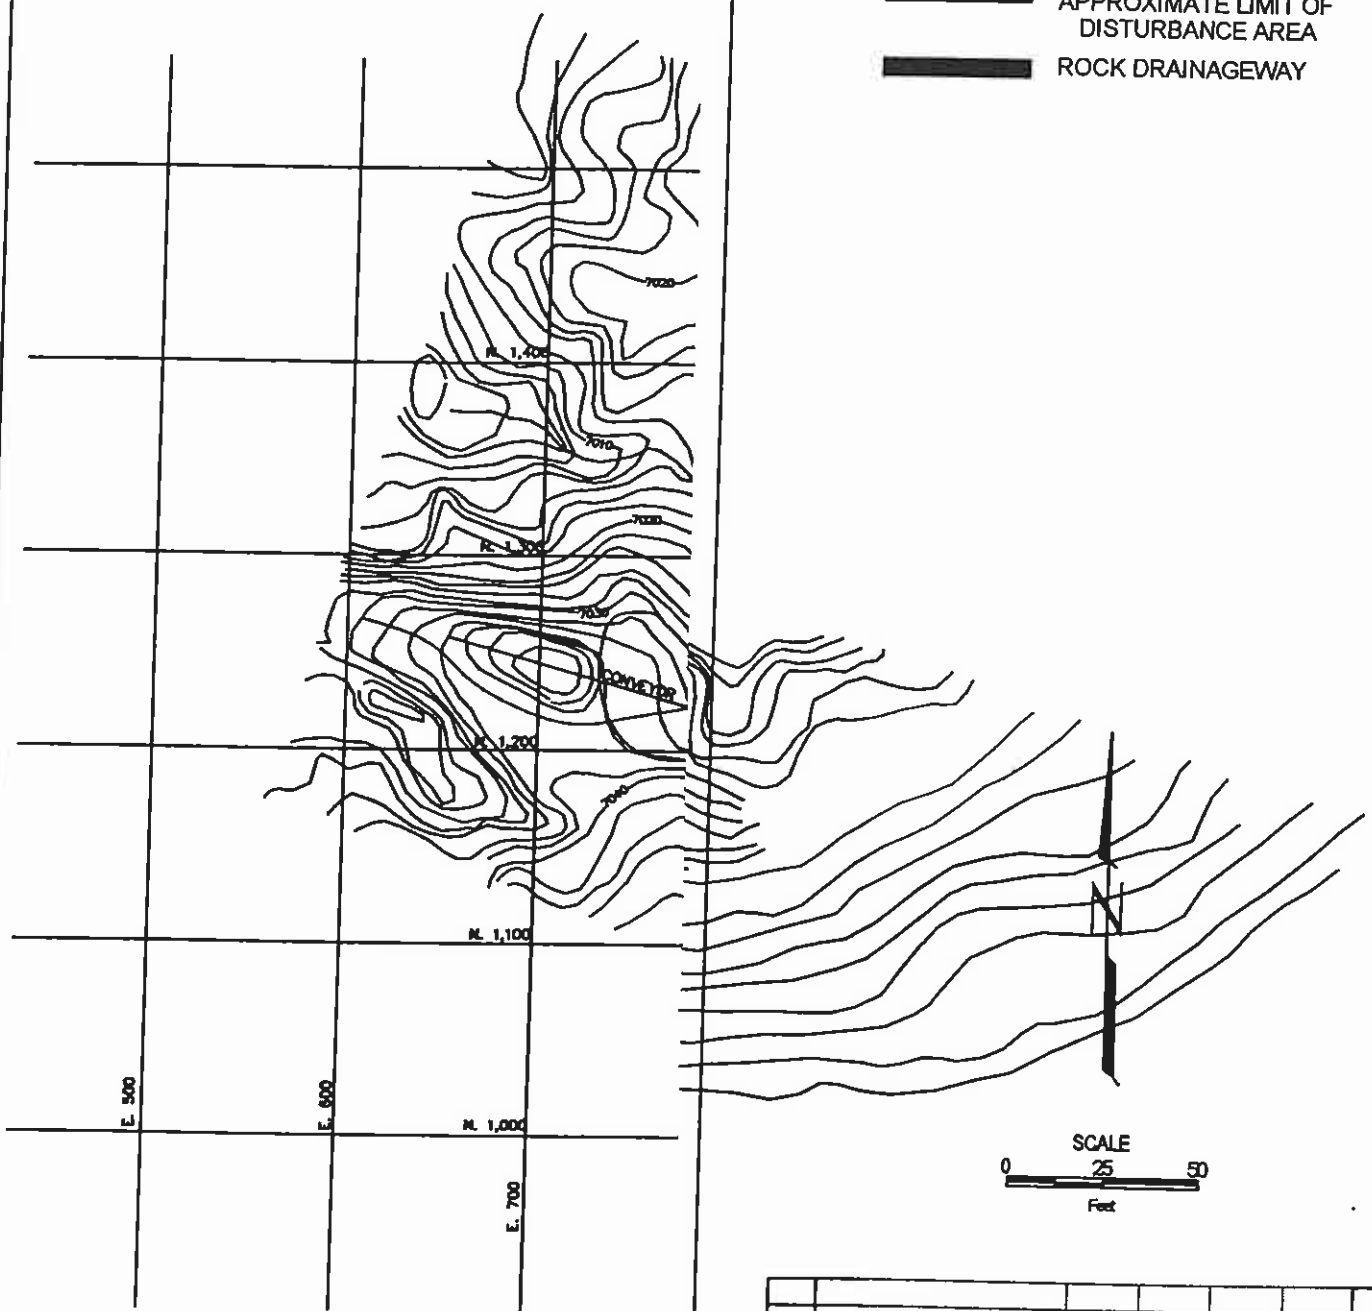 APPROXIMATE LIMIT OF
DISTURBANCE AREA
ROCK DRAINAGEWAY
7020
N. 1,400
7010
N. 1,300
7030
CONVEYOR
N. 1,200
7040
N. 1,100
N
E. 500
E. 600
N. 1,000
E. 700
SCALE
0 25 50
Feet